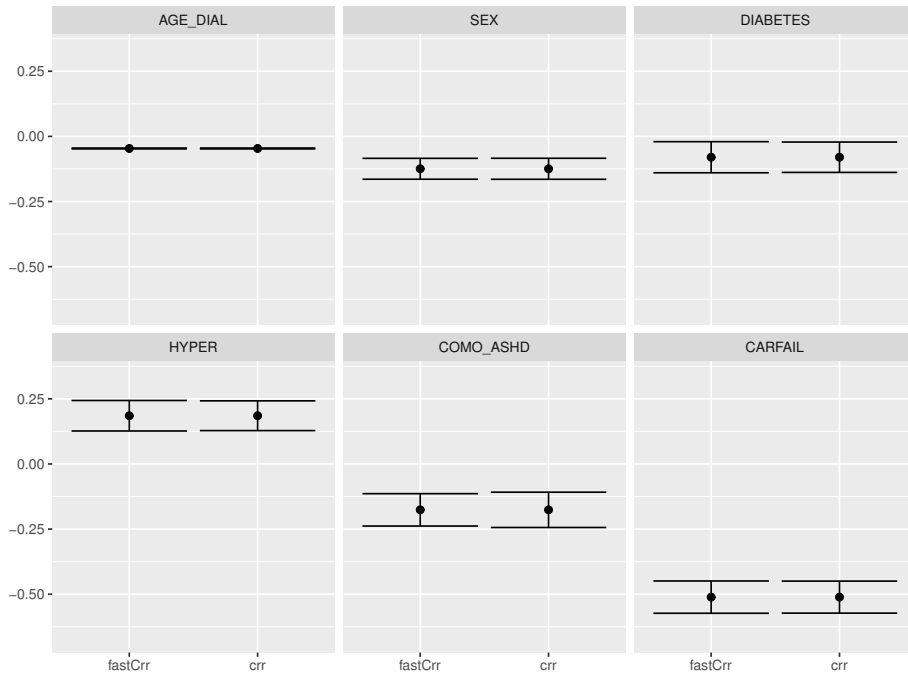 AGE_DIAL SEX DIABETES
0.25
0.00
−0.25
−0.50
HYPER COMO_ASHD CARFAIL
0.25
0.00
−0.25
−0.50
fastCrr crr fastCrr crr fastCrr crr